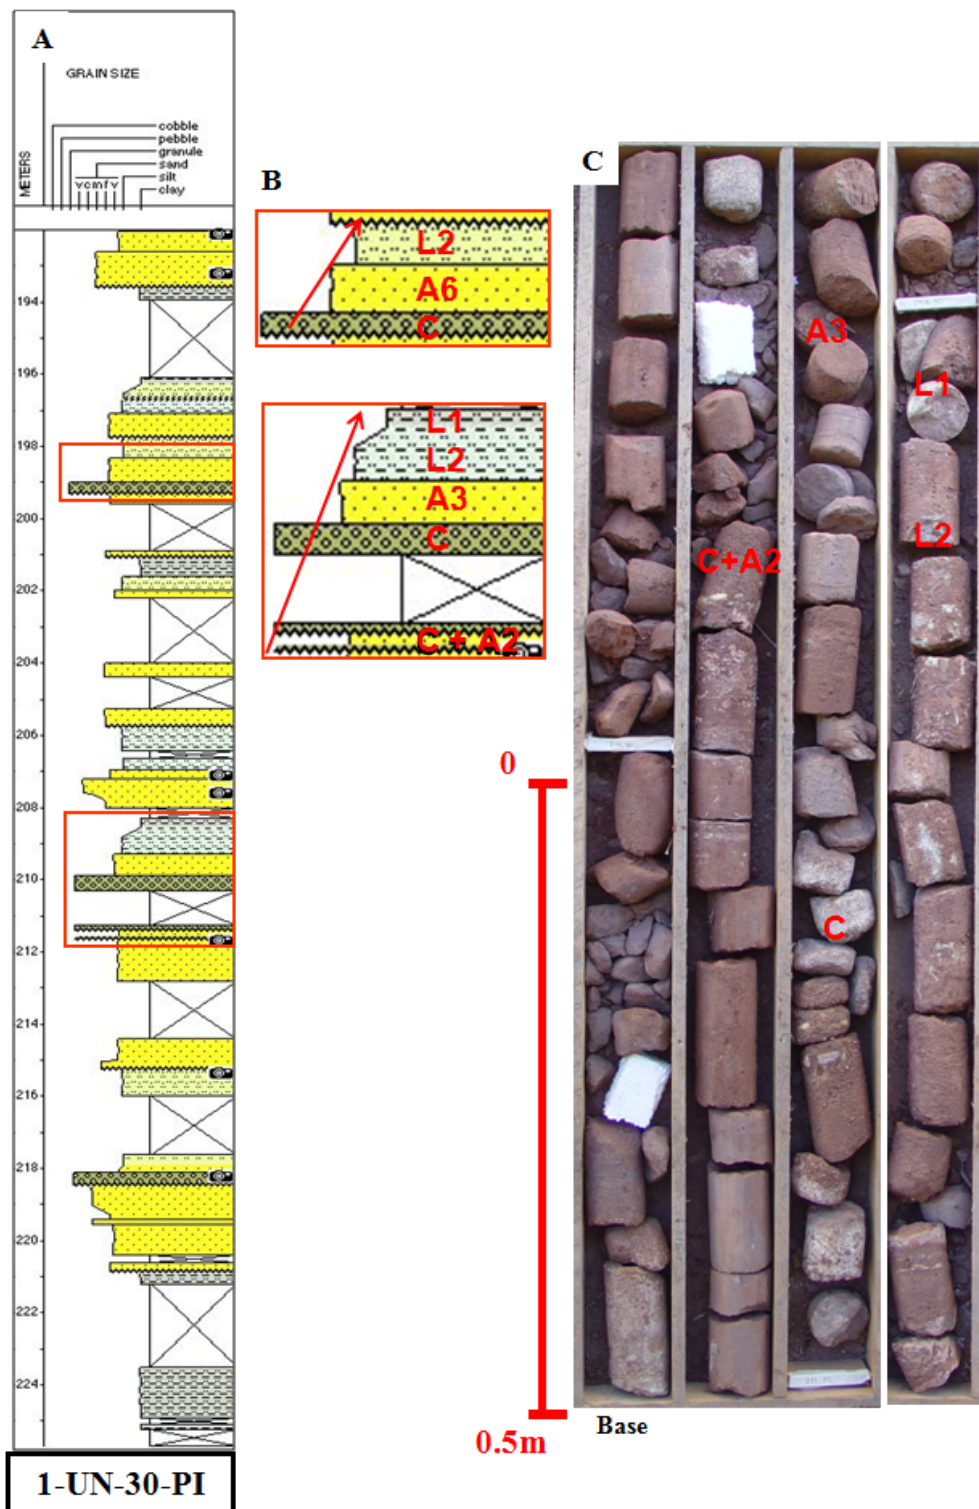 A
GRAIN SIZE
METERS
cobble
pebble
granule
sand
vcmfv
silt
clay
194
196
198
200
202
204
206
208
210
212
214
216
218
220
222
224
1-UN-30-PI
B
L2
A6
C
L1
L2
A3
C
C + A2
C
A3
L1
C+A2
L2
C
0
0.5m
Base